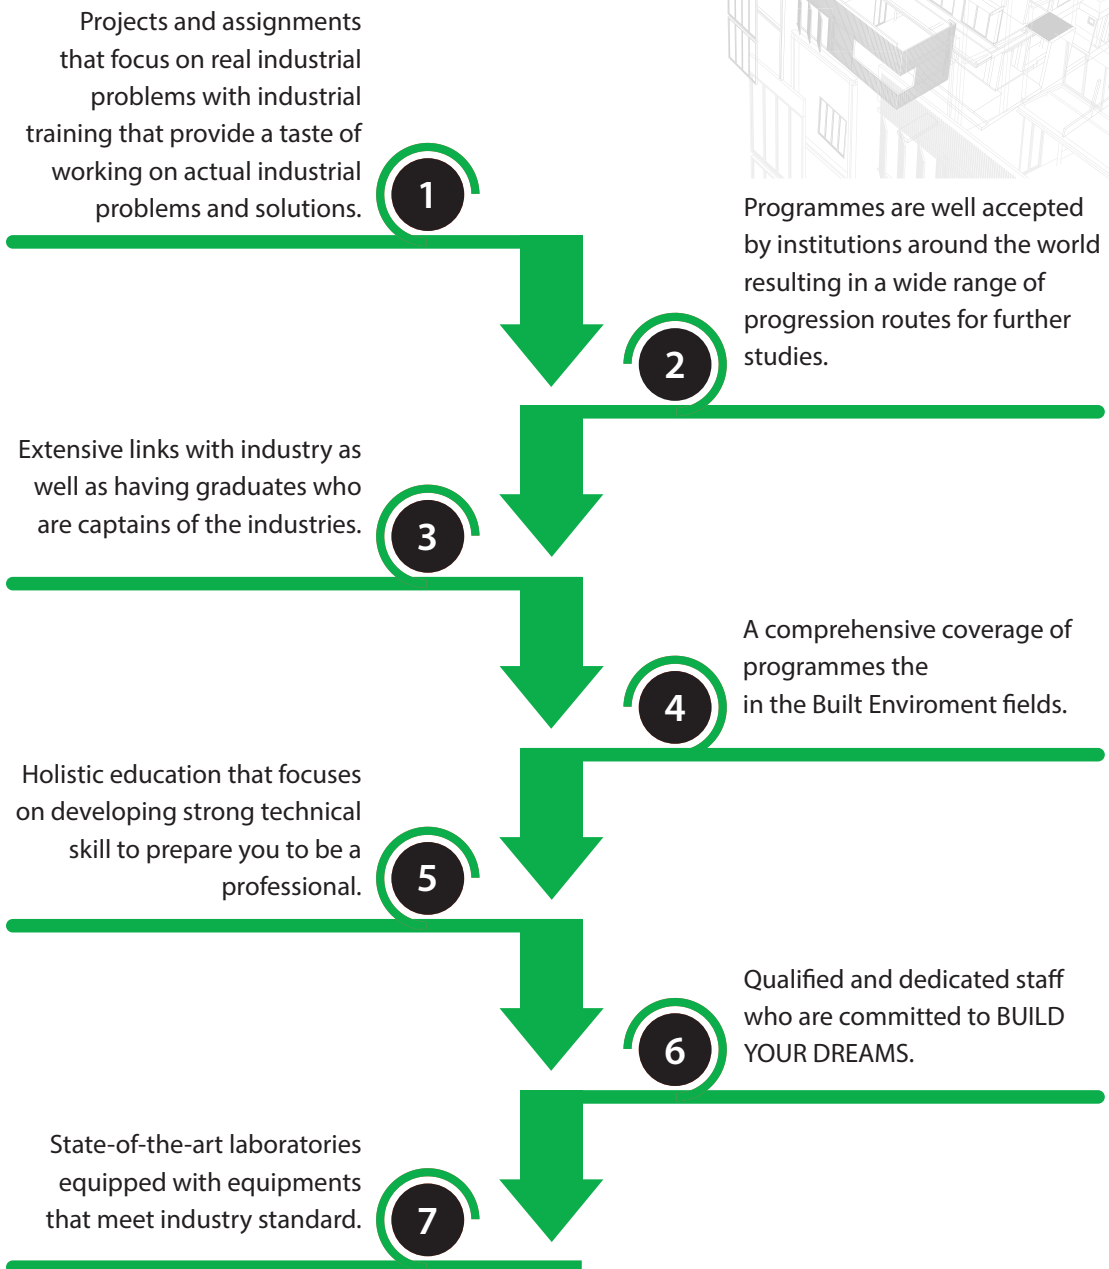 Projects and assignments
that focus on real industrial
problems with industrial
training that provide a taste of
working on actual industrial
problems and solutions.
1
Programmes are well accepted
by institutions around the world
resulting in a wide range of
progression routes for further
studies.
2
Extensive links with industry as
well as having graduates who
are captains of the industries.
3
A comprehensive coverage of
programmes the
in the Built Enviroment fields.
4
Holistic education that focuses
on developing strong technical
skill to prepare you to be a
professional.
5
Qualified and dedicated staff
who are committed to BUILD
YOUR DREAMS.
6
State-of-the-art laboratories
equipped with equipments
that meet industry standard.
7